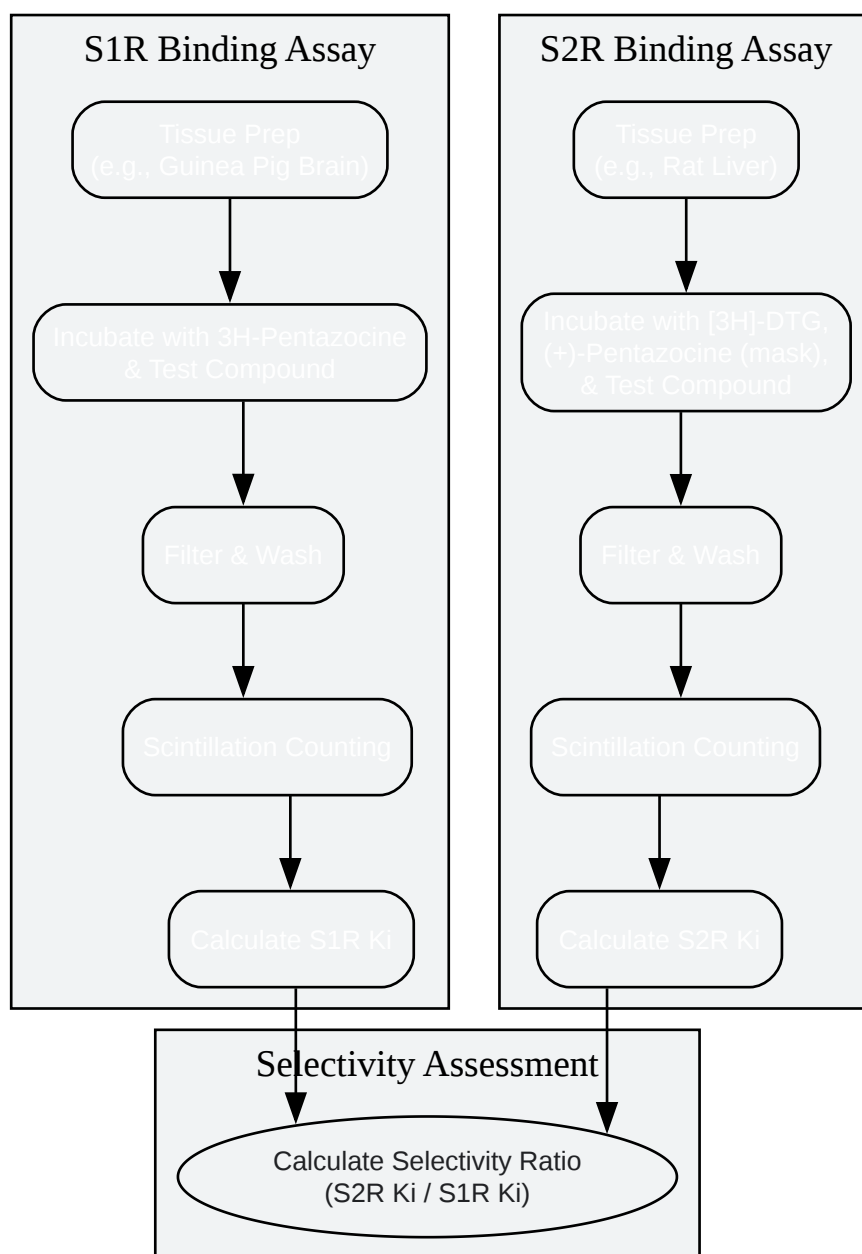 S1R Binding Assay
Tissue Prep
(e.g., Guinea Pig Brain)
Incubate with 3H-Pentazocine
& Test Compound
Filter & Wash
Scintillation Counting
Calculate S1R Ki
S2R Binding Assay
Tissue Prep
(e.g., Rat Liver)
Incubate with [3H]-DTG,
(+)-Pentazocine (mask),
& Test Compound
Filter & Wash
Scintillation Counting
Calculate S2R Ki
Selectivity Assessment
Calculate Selectivity Ratio
(S2R Ki / S1R Ki)